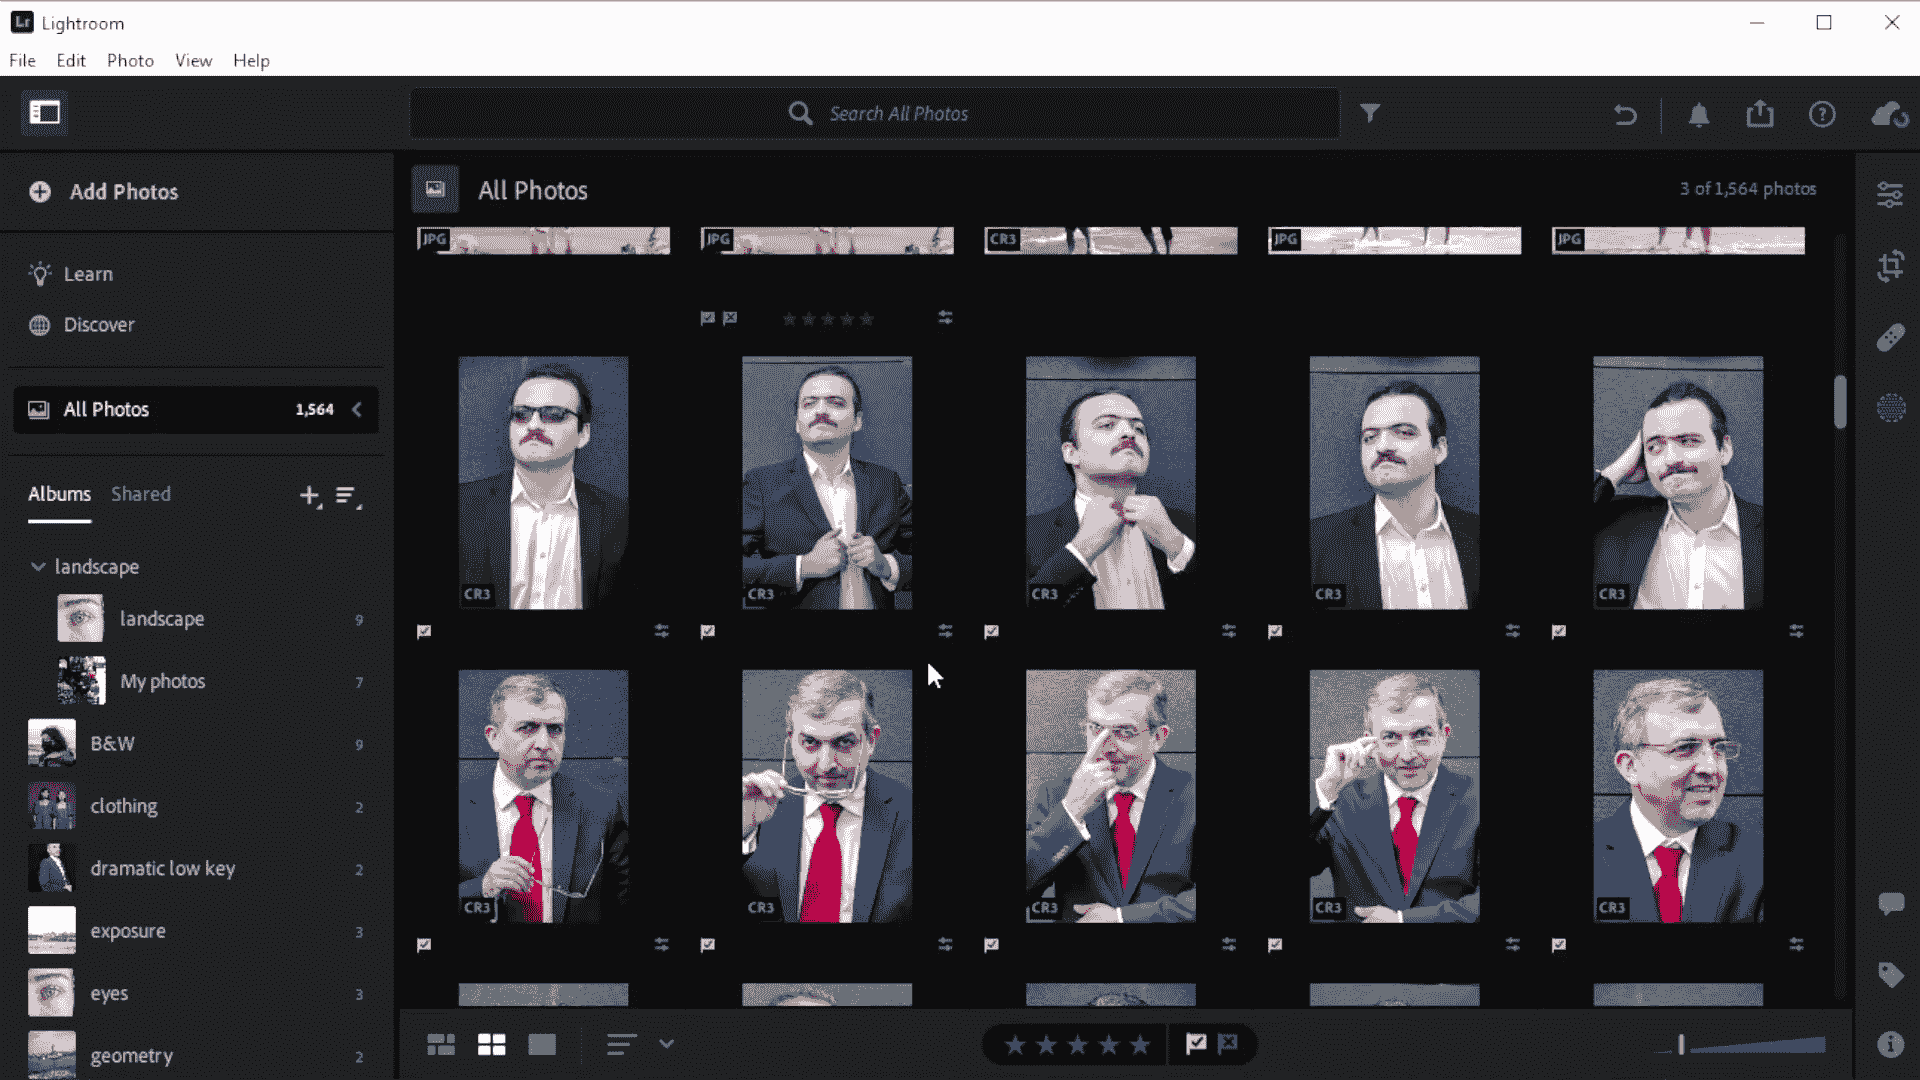 Lr Lightroom
File Edit Photo View Help
Search All Photos
Add Photos
All Photos
3 of 1,564 photos
JPG JPG CR3 JPG JPG
Learn
Discover
All Photos 1,564
Albums Shared
landscape
landscape 9
My photos 7
B&W 9
clothing 2
dramatic low key 2
exposure 3
eyes 3
geometry 2
CR3 CR3 CR3 CR3 CR3
CR3 CR3 CR3 CR3 CR3